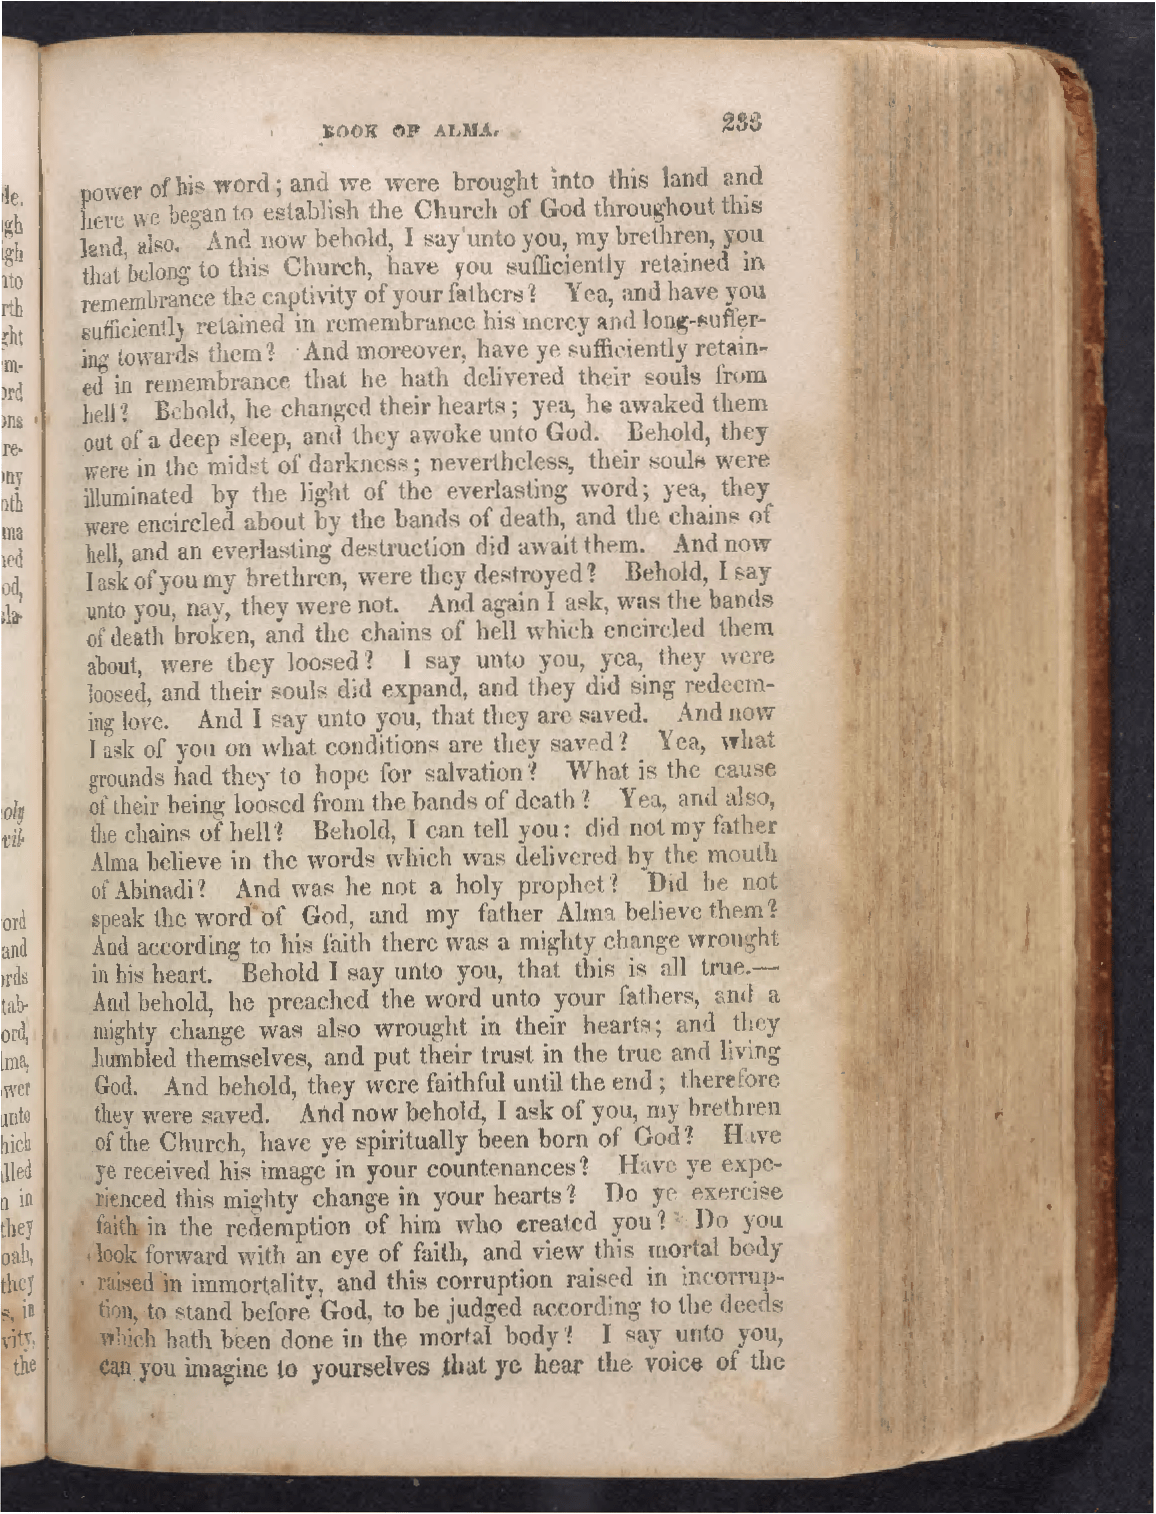 BOOK OF ALMA. 233
power of his word; and we were brought into this land and
here we began to establish the Church of God throughout this
land, also. And now behold, I say unto you, my brethren, you
that belong to this Church, have you sufficiently retained in
remembrance the captivity of your fathers? Yea, and have you
sufficiently retained in remembrance his mercy and long-suffer-
ing towards them? And moreover, have ye sufficiently retain-
ed in remembrance that he hath delivered their souls from
hell? Behold, he changed their hearts; yea, he awaked them
out of a deep sleep, and they awoke unto God. Behold, they
were in the midst of darkness; nevertheless, their souls were
illuminated by the light of the everlasting word; yea, they
were encircled about by the bands of death, and the chains of
hell, and an everlasting destruction did await them. And now
I ask of you my brethren, were they destroyed? Behold, I say
unto you, nay, they were not. And again I ask, was the bands
of death broken, and the chains of hell which encircled them
about, were they loosed? I say unto you, yea, they were
loosed, and their souls did expand, and they did sing redeem-
ing love. And I say unto you, that they are saved. And now
I ask of you on what conditions are they saved? Yea, what
grounds had they to hope for salvation? What is the cause
of their being loosed from the bands of death? Yea, and also,
the chains of hell? Behold, I can tell you: did not my father
Alma believe in the words which was delivered by the mouth
of Abinadi? And was he not a holy prophet? Did he not
speak the word of God, and my father Alma believe them?
And according to his faith there was a mighty change wrought
in his heart. Behold I say unto you, that this is all true.—
And behold, he preached the word unto your fathers, and a
mighty change was also wrought in their hearts; and they
humbled themselves, and put their trust in the true and living
God. And behold, they were faithful until the end; therefore
they were saved. And now behold, I ask of you, my brethren
of the Church, have ye spiritually been born of God? Have
ye received his image in your countenances? Have ye expe-
rienced this mighty change in your hearts? Do ye exercise
faith in the redemption of him who created you? Do you
look forward with an eye of faith, and view this mortal body
raised in immortality, and this corruption raised in incorrup-
tion, to stand before God, to be judged according to the deeds
which hath been done in the mortal body? I say unto you,
can you imagine to yourselves that ye hear the voice of the